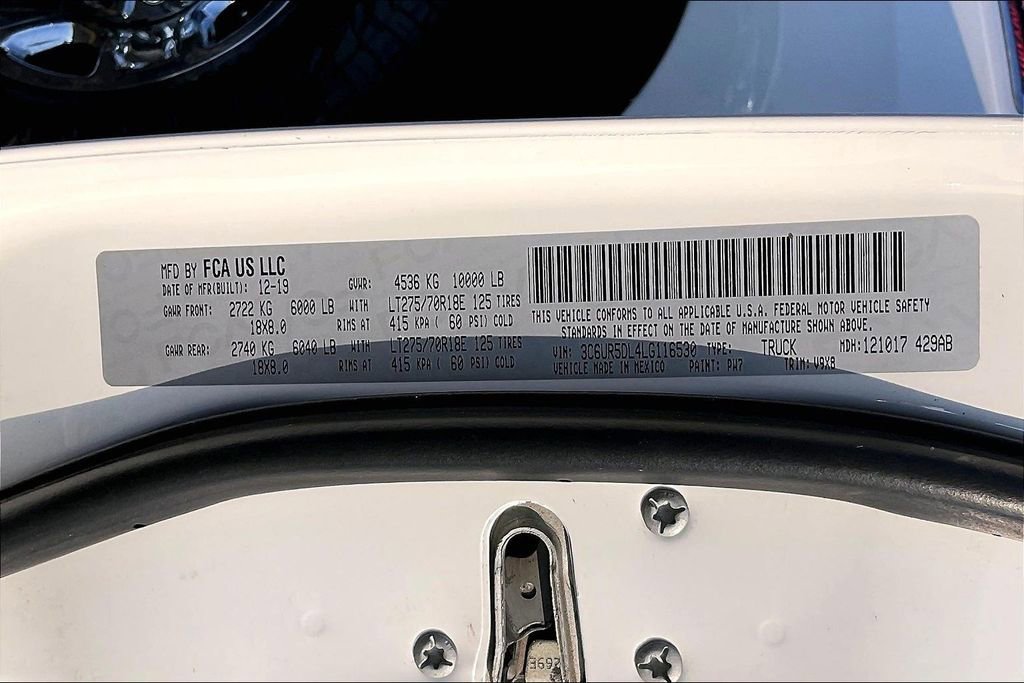 MFD BY FCA US LLC
DATE OF MFR(BUILT): 12-19 GVWR: 4536 KG 10000 LB
GAWR FRONT: 2722 KG 6000 LB WITH LT275/70R18E 125 TIRES
18X8.0 RIMS AT 415 KPA ( 60 PSI) COLD
GAWR REAR: 2740 KG 6040 LB WITH LT275/70R18E 125 TIRES
18X8.0 RIMS AT 415 KPA ( 60 PSI) COLD
THIS VEHICLE CONFORMS TO ALL APPLICABLE U.S.A. FEDERAL MOTOR VEHICLE SAFETY
STANDARDS IN EFFECT ON THE DATE OF MANUFACTURE SHOWN ABOVE.
VIN: 3C6UR5DL4LG116530 TYPE: TRUCK MDH: 121017 429AB
VEHICLE MADE IN MEXICO PAINT: PW7 TRIM: V9X8